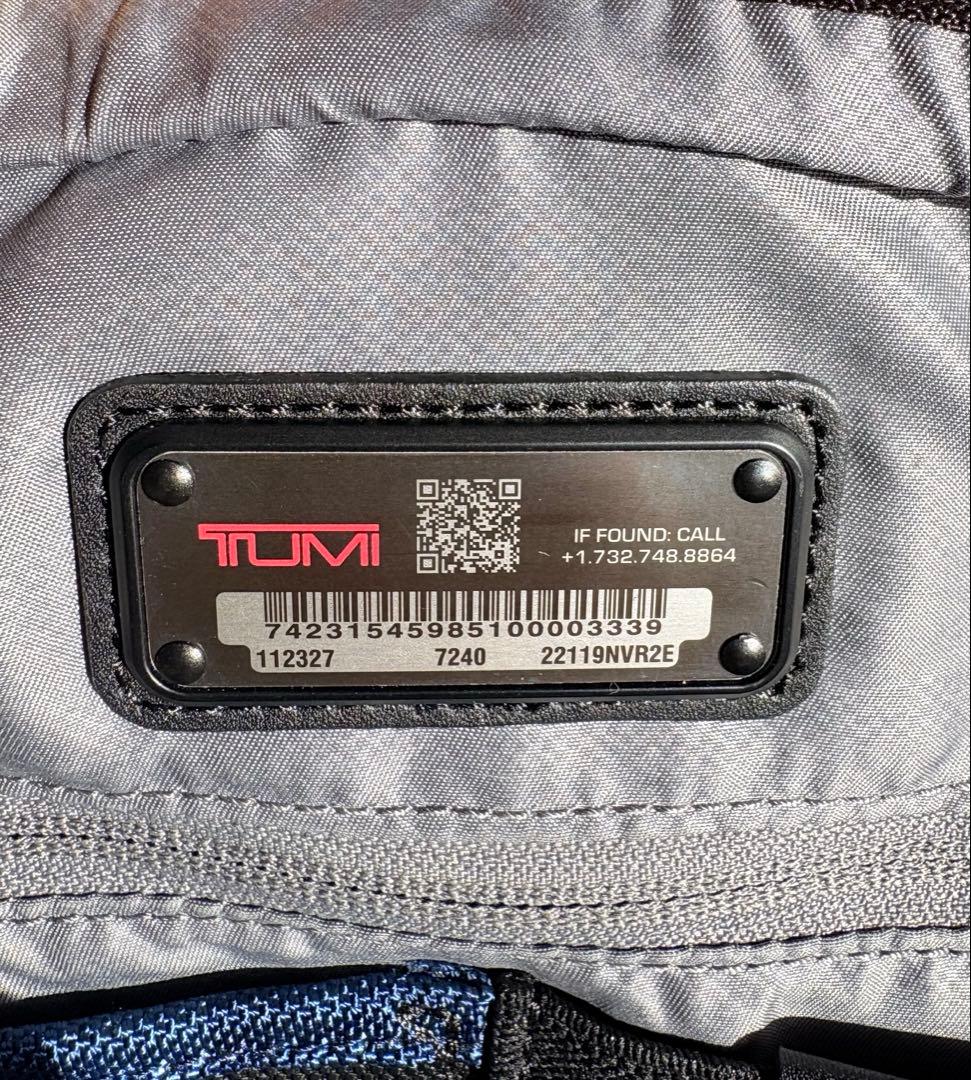 TUMI
IF FOUND: CALL
+1.732.748.8864
74231545985100003339
112327 7240 22119NVR2E